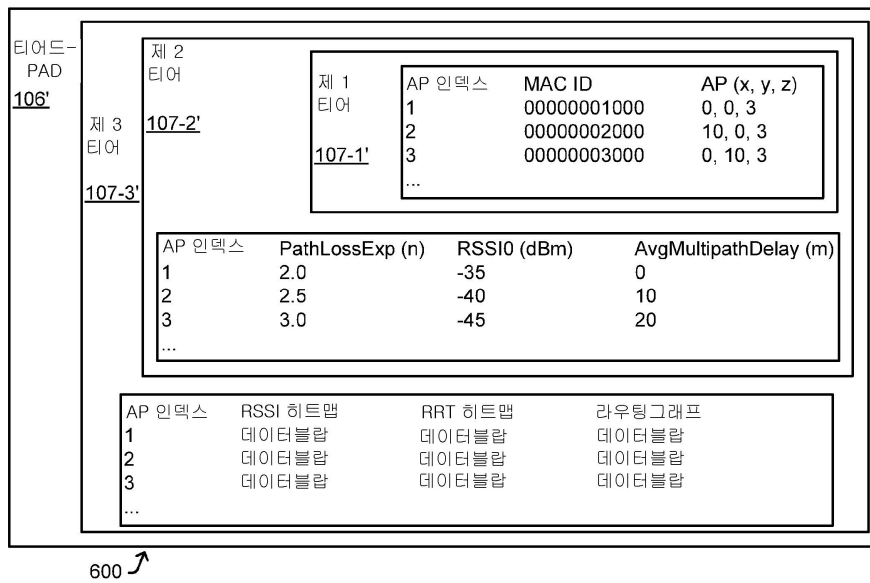 티어드-
PAD
106'
제 3
티어
107-3'
제 2
티어
107-2'
제 1
티어
107-1'
AP 인덱스 MAC ID AP (x, y, z)
1 00000001000 0, 0, 3
2 00000002000 10, 0, 3
3 00000003000 0, 10, 3
...
AP 인덱스 PathLossExp (n) RSSI0 (dBm) AvgMultipathDelay (m)
1 2.0 -35 0
2 2.5 -40 10
3 3.0 -45 20
...
AP 인덱스 RSSI 히트맵 RRT 히트맵 라우팅그래프
1 데이터블랍 데이터블랍 데이터블랍
2 데이터블랍 데이터블랍 데이터블랍
3 데이터블랍 데이터블랍 데이터블랍
...
600